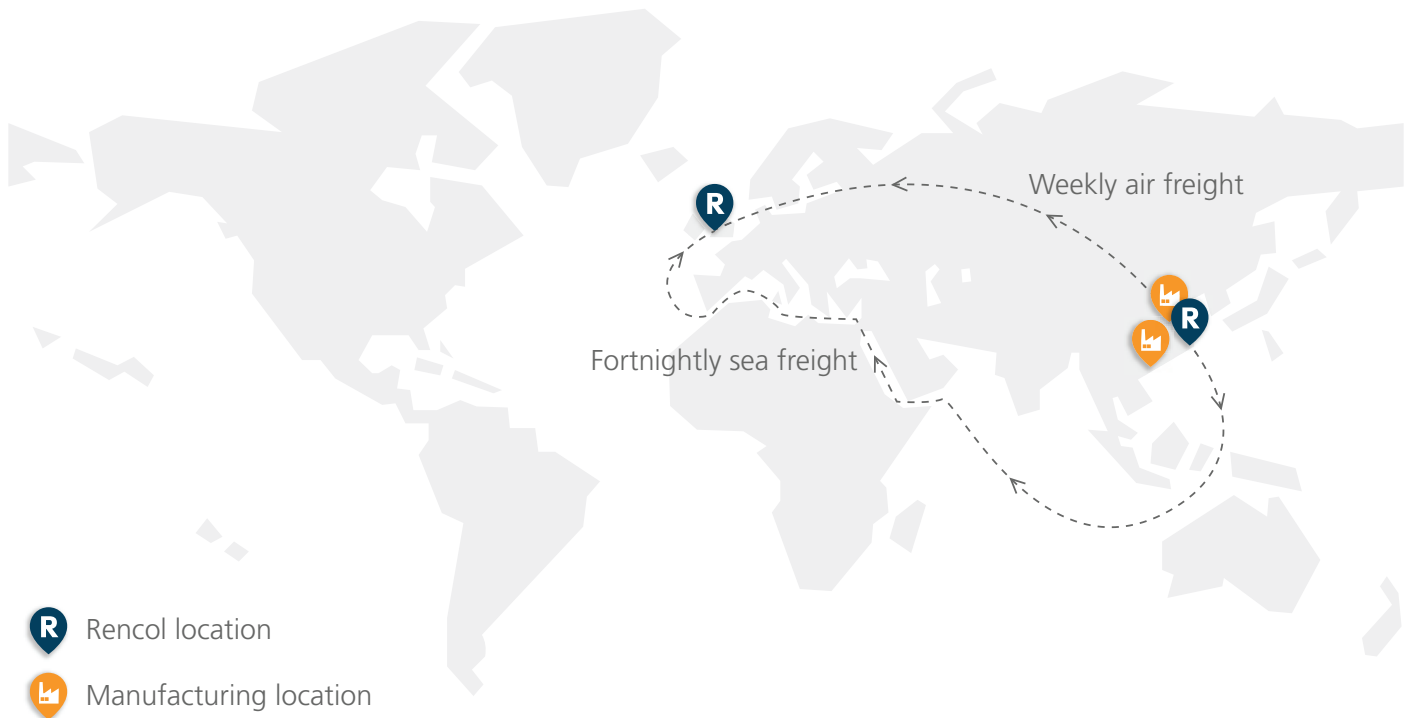 Weekly air freight
R
R
Fortnightly sea freight
R Rencol location
Manufacturing location